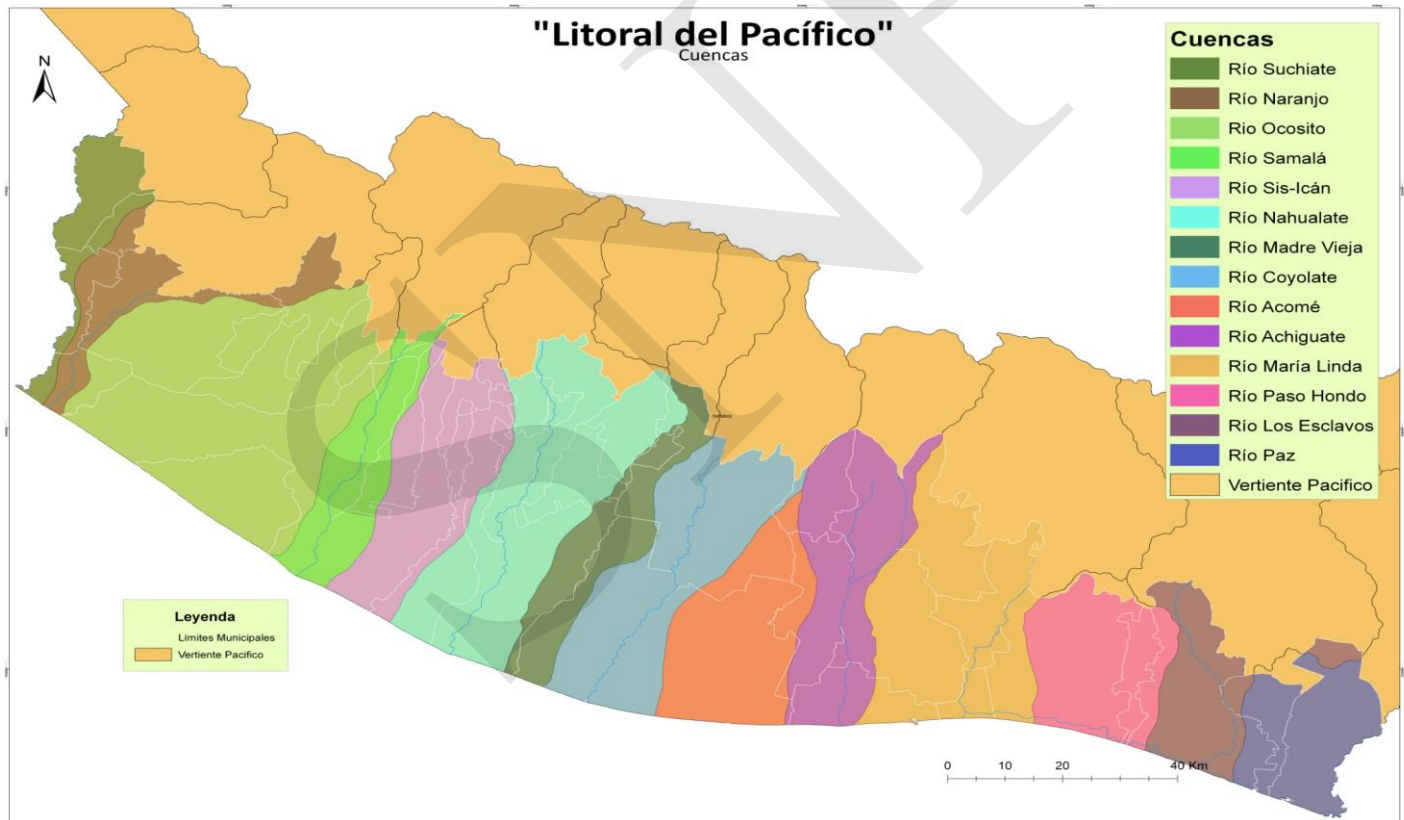 "Litoral del Pacífico"
Cuencas
N
Cuencas
Río Suchiate
Río Naranjo
Río Ocosito
Río Samalá
Río Sis-Icán
Río Nahualate
Río Madre Vieja
Río Coyolate
Río Acomé
Río Achiguate
Río María Linda
Río Paso Hondo
Río Los Esclavos
Río Paz
Vertiente Pacifico
Leyenda
Límites Municipales
Vertiente Pacifico
0 10 20 40 Km